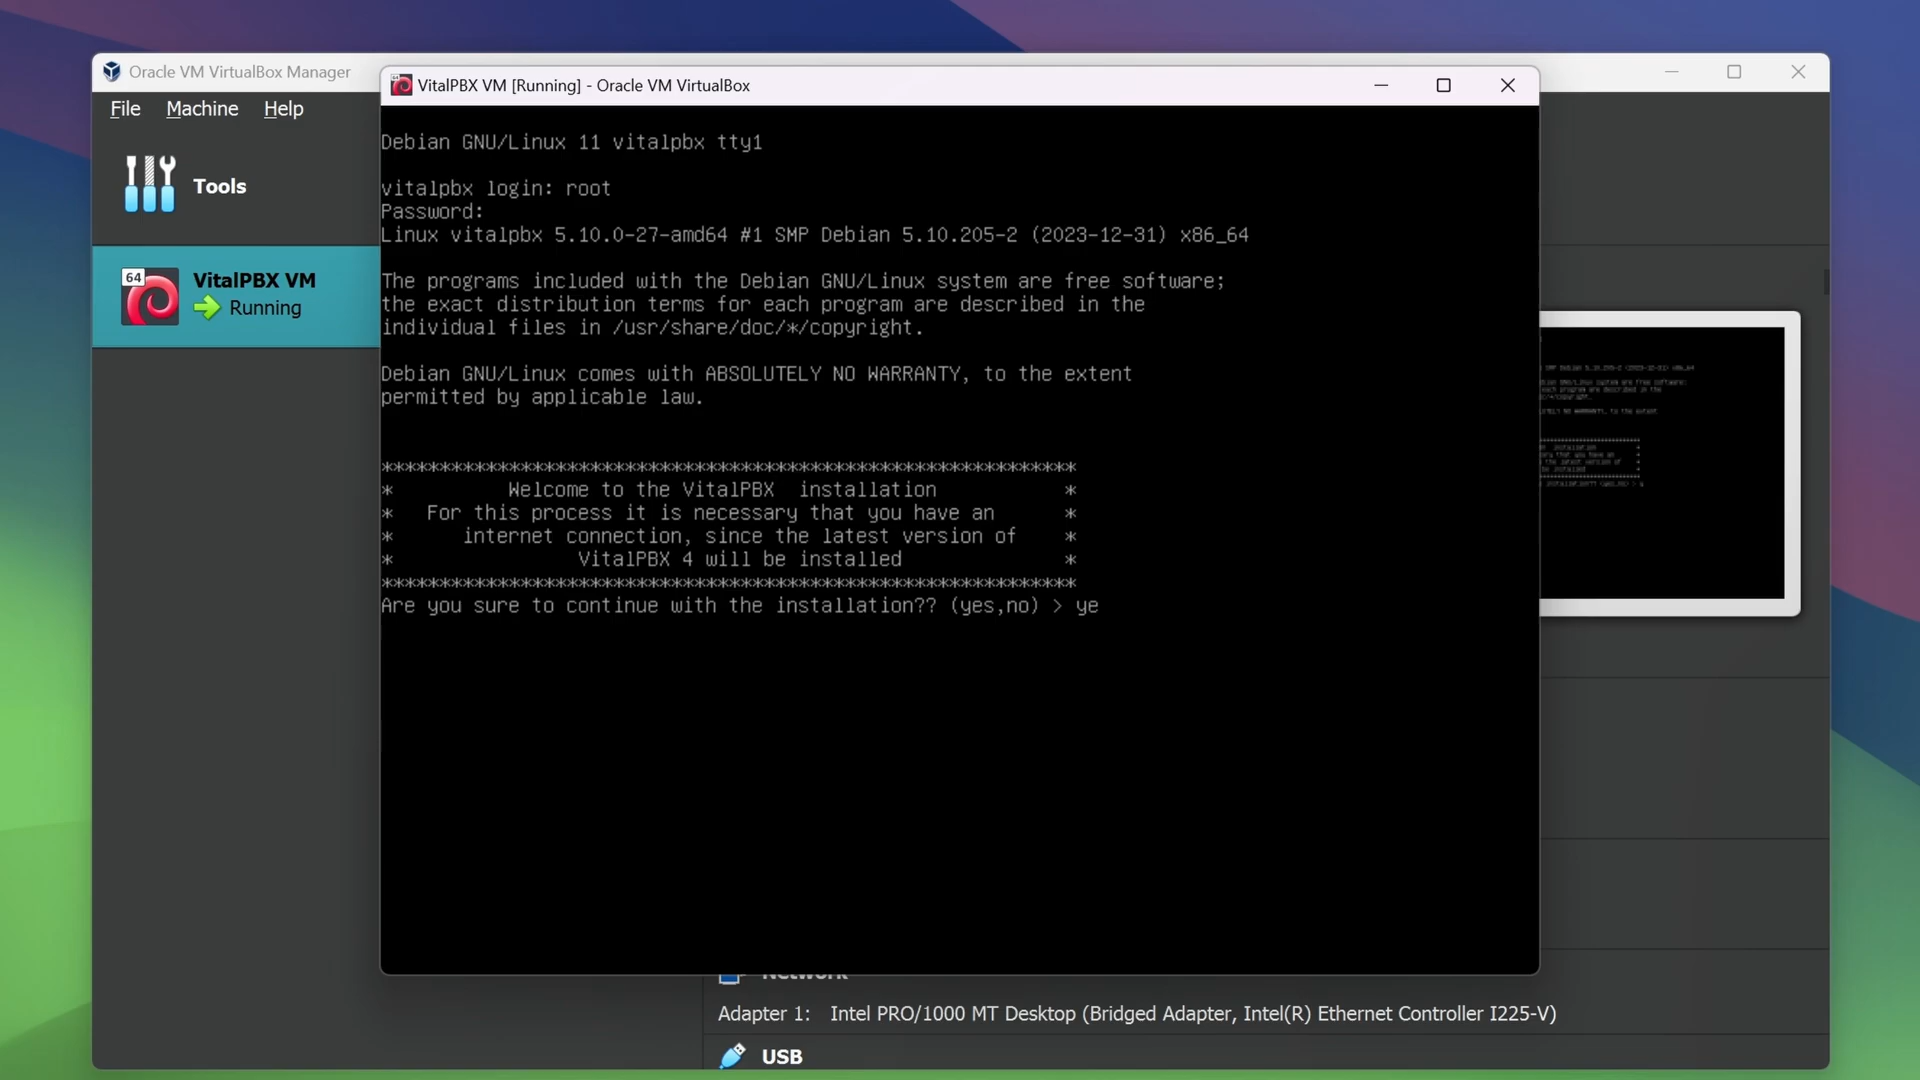 Oracle VM VirtualBox Manager
File Machine Help
Tools
64
VitalPBX VM
Running
VitalPBX VM [Running] - Oracle VM VirtualBox
Debian GNU/Linux 11 vitalpbx tty1
vitalpbx login: root
Password:
Linux vitalpbx 5.10.0-27-amd64 #1 SMP Debian 5.10.205-2 (2023-12-31) x86_64
The programs included with the Debian GNU/Linux system are free software;
the exact distribution terms for each program are described in the
individual files in /usr/share/doc/*/copyright.
Debian GNU/Linux comes with ABSOLUTELY NO WARRANTY, to the extent
permitted by applicable law.
************************************************************
* Welcome to the VitalPBX installation *
* For this process it is necessary that you have an *
* internet connection, since the latest version of *
* VitalPBX 4 will be installed *
************************************************************
Are you sure to continue with the installation?? (yes,no) > ye
Network
Adapter 1: Intel PRO/1000 MT Desktop (Bridged Adapter, Intel(R) Ethernet Controller I225-V)
USB